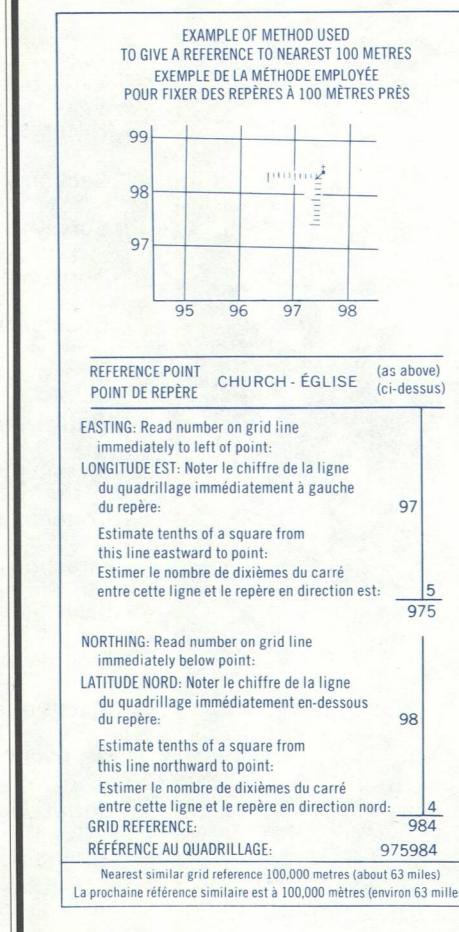 EXAMPLE OF METHOD USED
TO GIVE A REFERENCE TO NEAREST 100 METRES
EXEMPLE DE LA MÉTHODE EMPLOYÉE
POUR FIXER DES REPÈRES À 100 MÈTRES PRÈS
99
98
97
95 96 97 98
REFERENCE POINT
POINT DE REPÈRE
CHURCH - ÉGLISE
(as above)
(ci-dessus)
EASTING: Read number on grid line
immediately to left of point:
LONGITUDE EST: Noter le chiffre de la ligne
du quadrillage immédiatement à gauche
du repère: 97
Estimate tenths of a square from
this line eastward to point:
Estimer le nombre de dixièmes du carré
entre cette ligne et le repère en direction est: 5
975
NORTHING: Read number on grid line
immediately below point:
LATITUDE NORD: Noter le chiffre de la ligne
du quadrillage immédiatement en-dessous
du repère: 98
Estimate tenths of a square from
this line northward to point:
Estimer le nombre de dixièmes du carré
entre cette ligne et le repère en direction nord: 4
GRID REFERENCE: 984
RÉFÉRENCE AU QUADRILLAGE: 975984
Nearest similar grid reference 100,000 metres (about 63 miles)
La prochaine référence similaire est à 100,000 mètres (environ 63 mille